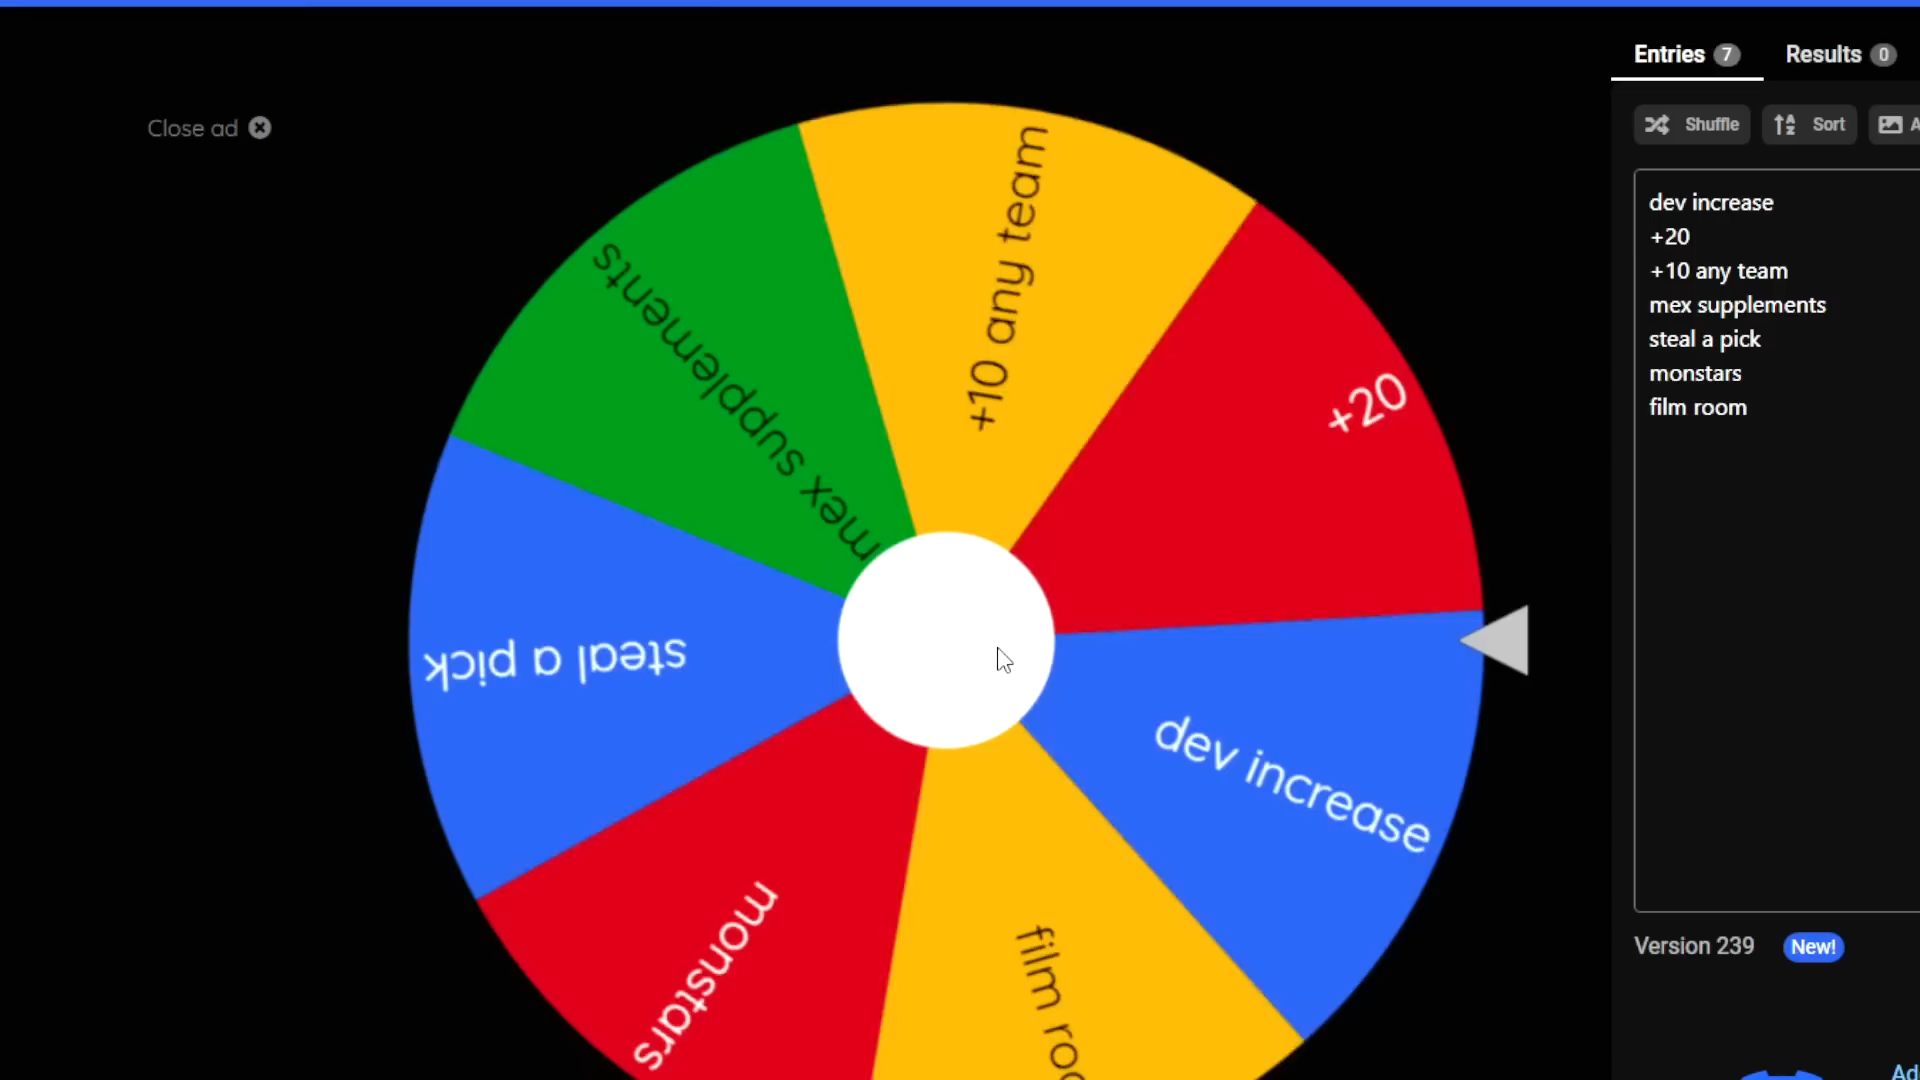 Entries 7 Results 0
Close ad
Shuffle Sort
dev increase
+20
+10 any team
mex supplements
steal a pick
monstars
film room
+10 any team
+20
mex supplements
steal a pick
dev increase
monstars
film
Version 239 New!